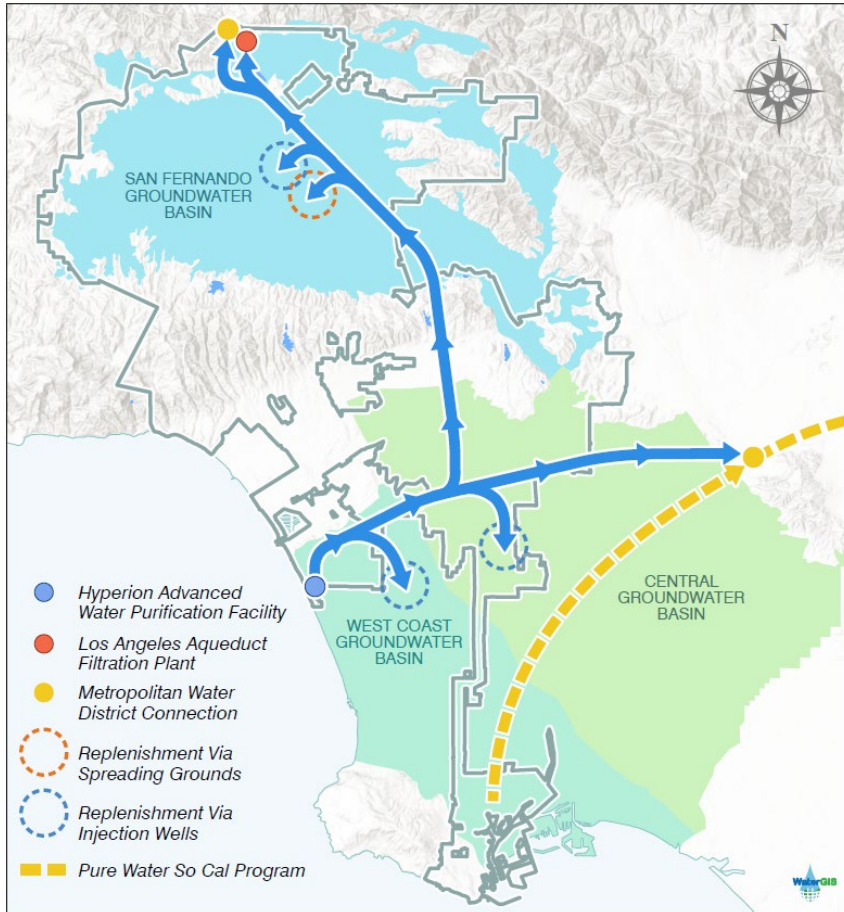 N
SAN FERNANDO
GROUNDWATER
BASIN
CENTRAL
GROUNDWATER
BASIN
WEST COAST
GROUNDWATER
BASIN
Hyperion Advanced
Water Purification Facility
Los Angeles Aqueduct
Filtration Plant
Metropolitan Water
District Connection
Replenishment Via
Spreading Grounds
Replenishment Via
Injection Wells
Pure Water So Cal Program
WaterGIS